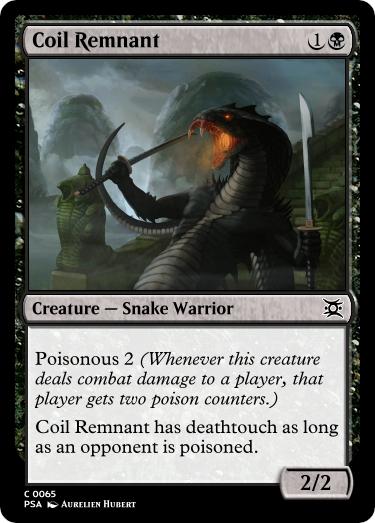 Coil Remnant 1
Creature — Snake Warrior
Poisonous 2 (Whenever this creature
deals combat damage to a player, that
player gets two poison counters.)
Coil Remnant has deathtouch as long
as an opponent is poisoned.
2/2
C 0065
PSA Aurelien Hubert